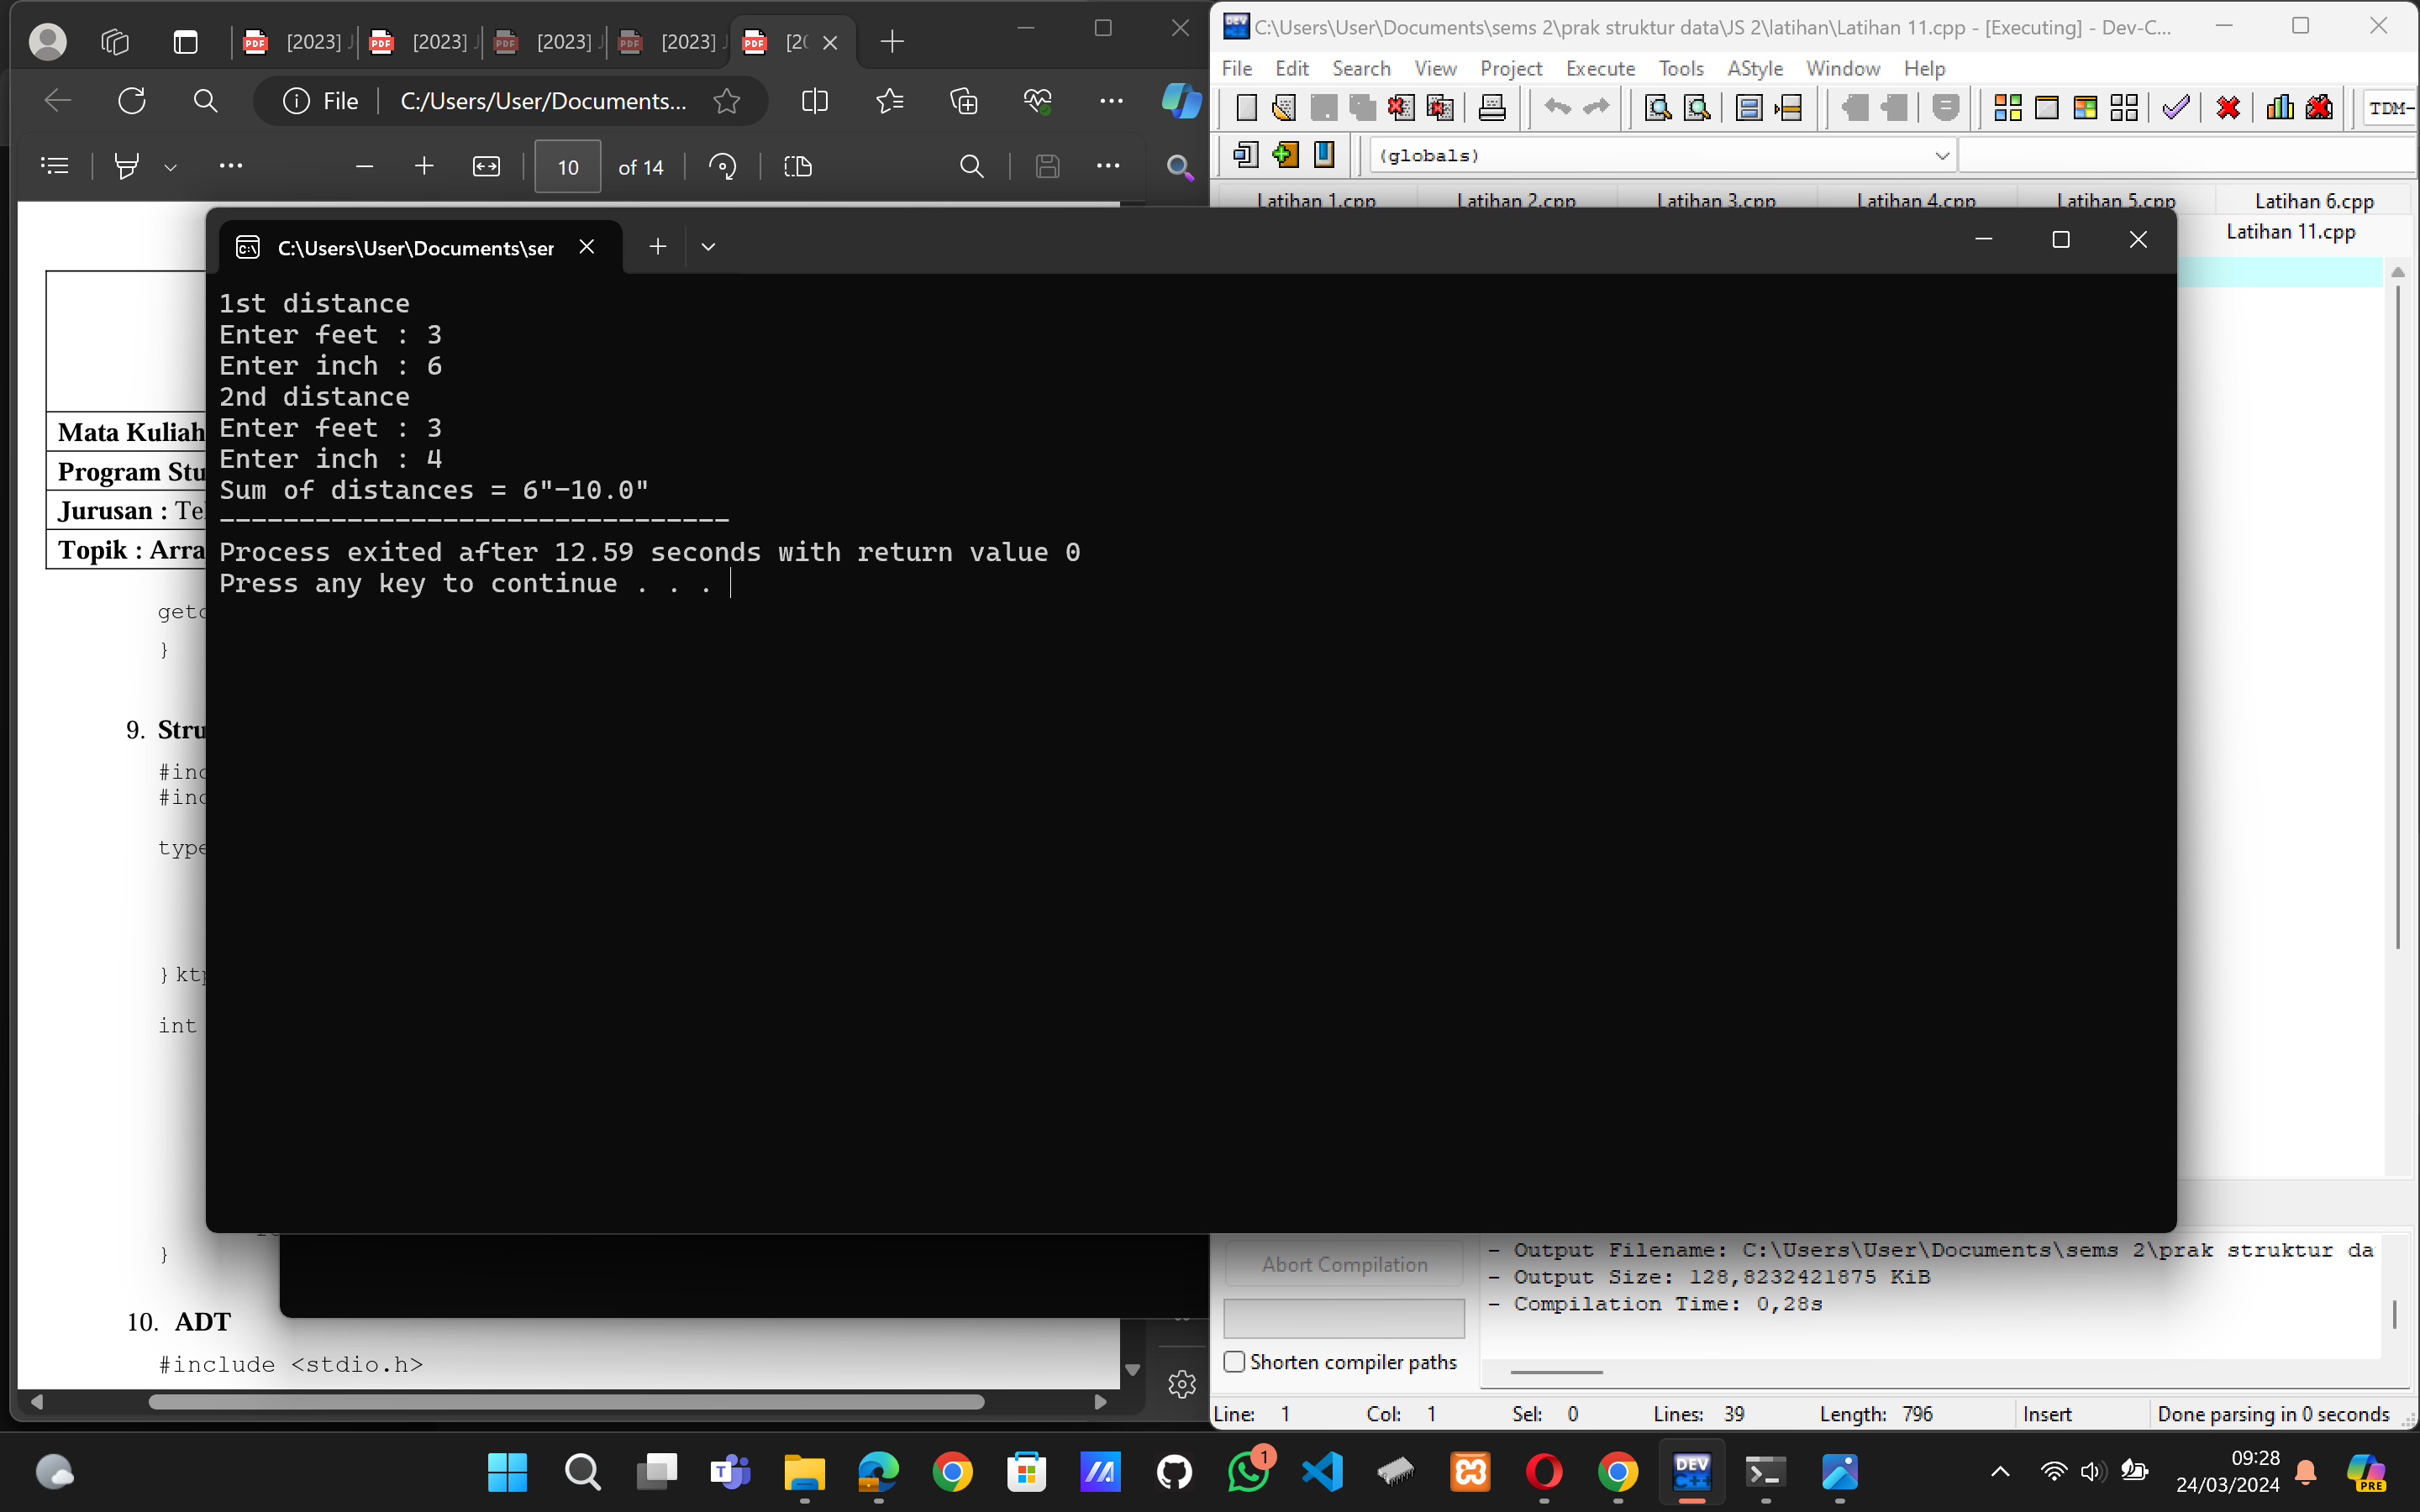 [2023] J
[2023] J
[2023] J
[2023] J
[20
File
C:/Users/User/Documents...
10 of 14
Mata Kuliah
Program Stu
Jurusan : Te
Topik : Arra
getc
}
9. Stru
#inc
#inc
type
}ktp
int
}
10. ADT
#include <stdio.h>
C:\Users\User\Documents\sems 2\prak struktur data\JS 2\latihan\Latihan 11.cpp - [Executing] - Dev-C...
File Edit Search View Project Execute Tools AStyle Window Help
TDM-
(globals)
Latihan 1.cpp Latihan 2.cpp Latihan 3.cpp Latihan 4.cpp Latihan 5.cpp Latihan 6.cpp
Latihan 11.cpp
C:\Users\User\Documents\ser
1st distance
Enter feet : 3
Enter inch : 6
2nd distance
Enter feet : 3
Enter inch : 4
Sum of distances = 6"-10.0"
--------------------------------
Process exited after 12.59 seconds with return value 0
Press any key to continue . . .
Abort Compilation
Shorten compiler paths
- Output Filename: C:\Users\User\Documents\sems 2\prak struktur da
- Output Size: 128,8232421875 KiB
- Compilation Time: 0,28s
Line: 1 Col: 1 Sel: 0 Lines: 39 Length: 796 Insert Done parsing in 0 seconds
1
DEV C++
09:28
24/03/2024
PRE